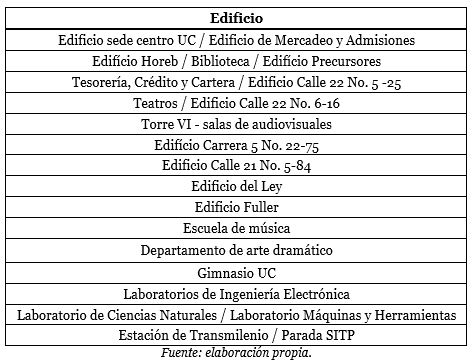 Edificio
Edificio sede centro UC / Edificio de Mercadeo y Admisiones
Edificio Horeb / Biblioteca / Edificio Precursores
Tesorería, Crédito y Cartera / Edificio Calle 22 No. 5 -25
Teatros / Edificio Calle 22 No. 6-16
Torre VI - salas de audiovisuales
Edificio Carrera 5 No. 22-75
Edificio Calle 21 No. 5-84
Edificio del Ley
Edificio Fuller
Escuela de música
Departamento de arte dramático
Gimnasio UC
Laboratorios de Ingeniería Electrónica
Laboratorio de Ciencias Naturales / Laboratorio Máquinas y Herramientas
Estación de Transmilenio / Parada SITP
Fuente: elaboración propia.